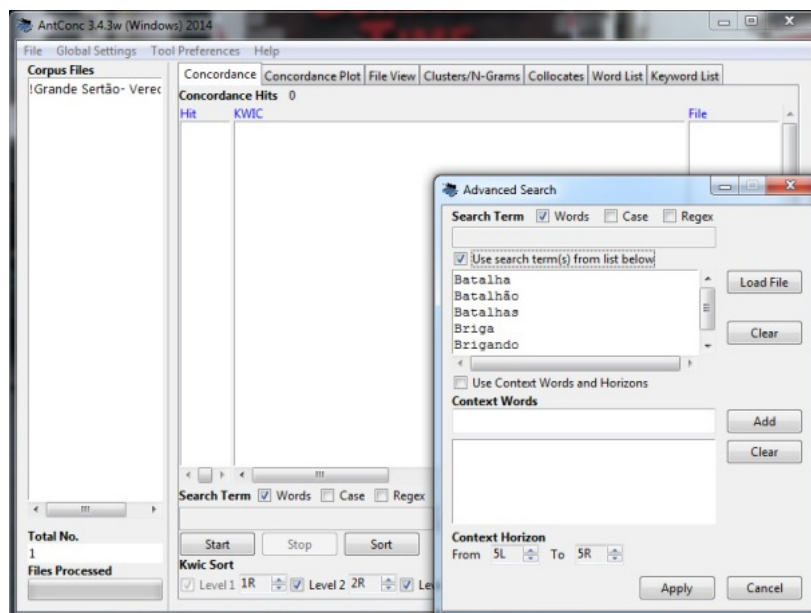 AntConc 3.4.3w (Windows) 2014
File Global Settings Tool Preferences Help
Corpus Files
!Grande Sertão- Vered
Total No.
1
Files Processed
Concordance Concordance Plot File View Clusters/N-Grams Collocates Word List Keyword List
Concordance Hits 0
Hit KWIC File
Search Term Words Case Regex
Start Stop Sort
Kwic Sort
Level 1 1R Level 2 2R Le
Advanced Search
Search Term Words Case Regex
Use search term(s) from list below
Batalha
Batalhão
Batalhas
Briga
Brigando
Load File
Clear
Use Context Words and Horizons
Context Words
Add
Clear
Context Horizon
From 5L To 5R
Apply Cancel